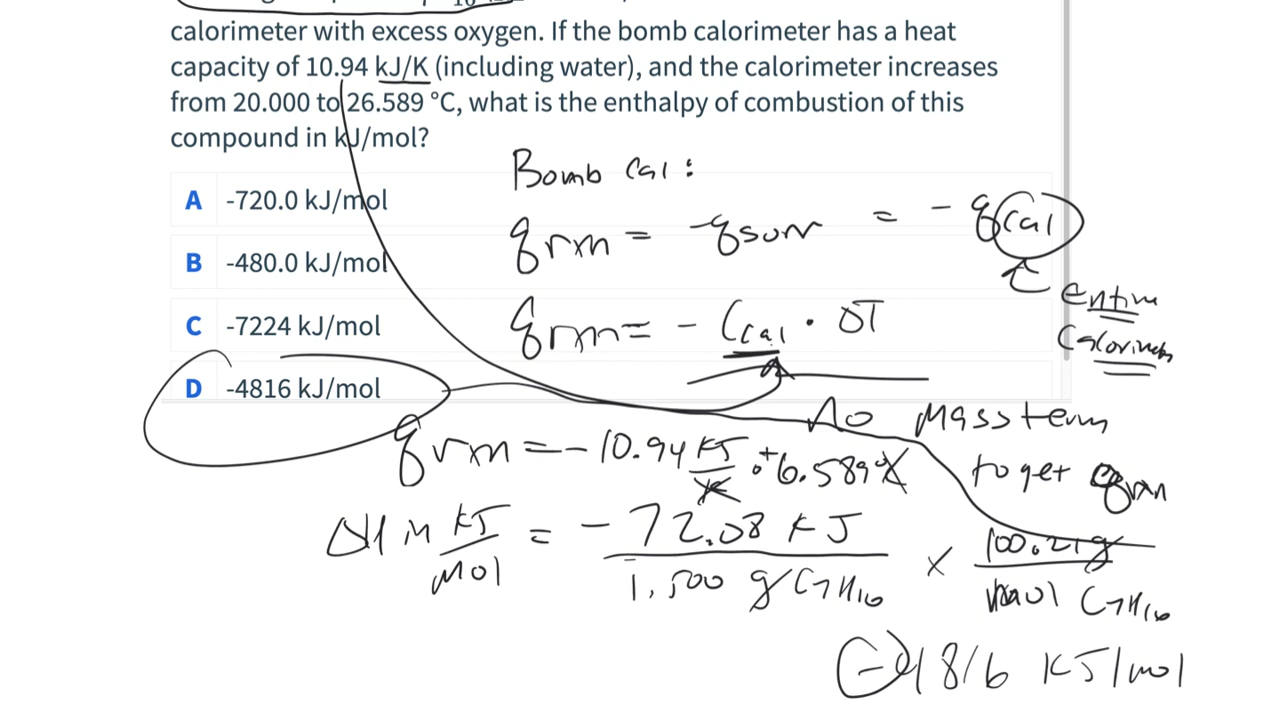 calorimeter with excess oxygen. If the bomb calorimeter has a heat
capacity of 10.94 kJ/K (including water), and the calorimeter increases
from 20.000 to 26.589 °C, what is the enthalpy of combustion of this
compound in kJ/mol?
Bomb Cal:
A -720.0 kJ/mol
qrxn = -qsurr = -qcal
B -480.0 kJ/mol
Entire
Calorimeter
C -7224 kJ/mol
qrxn = - Ccal · ΔT
D -4816 kJ/mol
No mass term
to get qrxn
qrxn = -10.94 kJ/K · +6.589 K
ΔH in kJ/mol = -72.08 kJ / 1.500 g C7H16 × 100.21 g / mol C7H16
-4816 kJ/mol